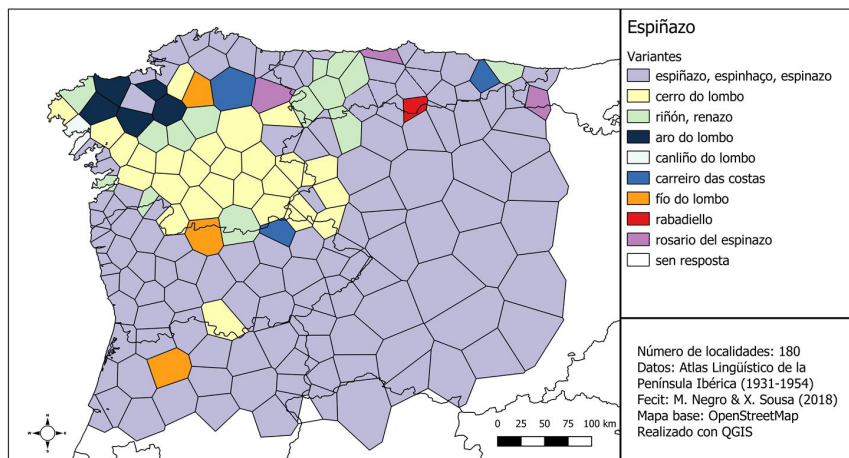 Espiñazo
Variantes
espiñazo, espinhaço, espinazo
cerro do lombo
riñón, renazo
aro do lombo
canliño do lombo
carreiro das costas
fío do lombo
rabadiello
rosario del espinazo
sen resposta
Número de localidades: 180
Datos: Atlas Lingüístico de la
Península Ibérica (1931-1954)
Fecit: M. Negro & X. Sousa (2018)
Mapa base: OpenStreetMap
Realizado con QGIS
N
W
E
S
0 25 50 75 100 km